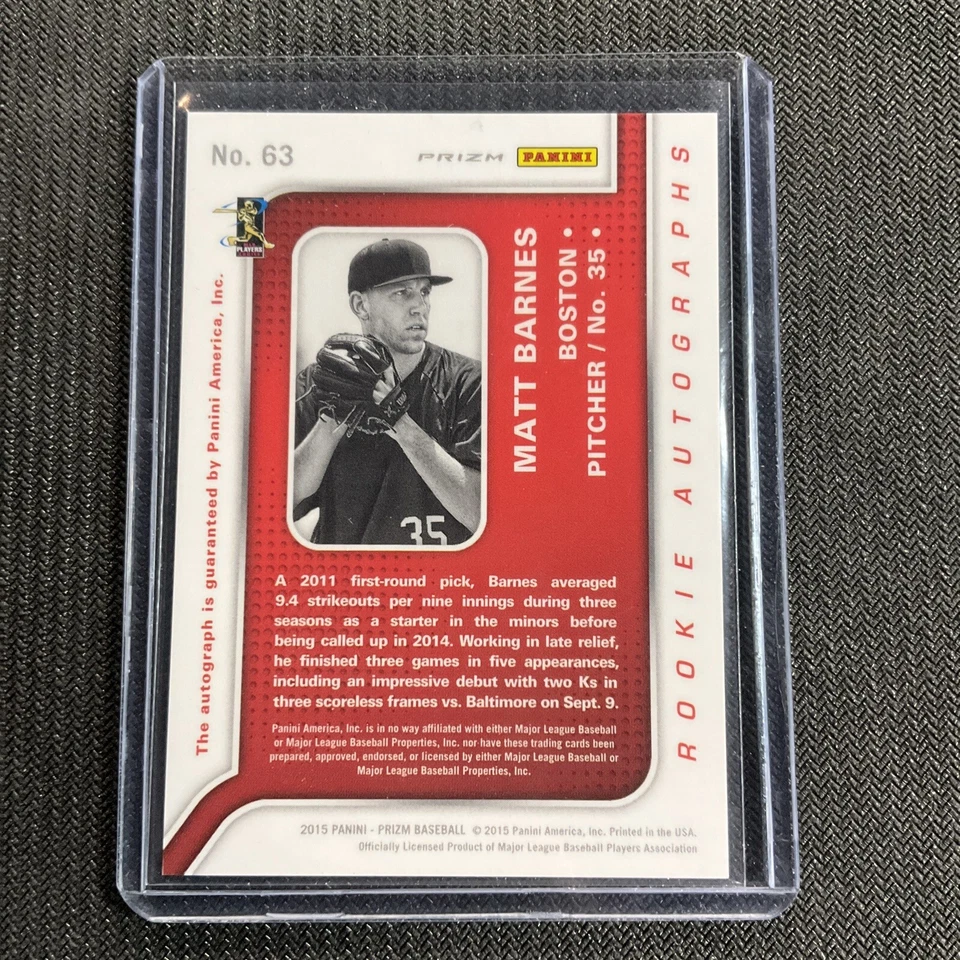 No. 63
PRIZM
PANINI
PLAYERS
The autograph is guaranteed by Panini America, Inc.
MATT BARNES
BOSTON •
PITCHER / No. 35 •
35
ROOKIE AUTOGRAPHS
A 2011 first-round pick, Barnes averaged
9.4 strikeouts per nine innings during three
seasons as a starter in the minors before
being called up in 2014. Working in late relief,
he finished three games in five appearances,
including an impressive debut with two Ks in
three scoreless frames vs. Baltimore on Sept. 9.
Panini America, Inc. is in no way affiliated with either Major League Baseball
or Major League Baseball Properties, Inc. nor have these trading cards been
prepared, approved, endorsed, or licensed by either Major League Baseball or
Major League Baseball Properties, Inc.
2015 PANINI - PRIZM BASEBALL © 2015 Panini America, Inc. Printed in the USA.
Officially Licensed Product of Major League Baseball Players Association